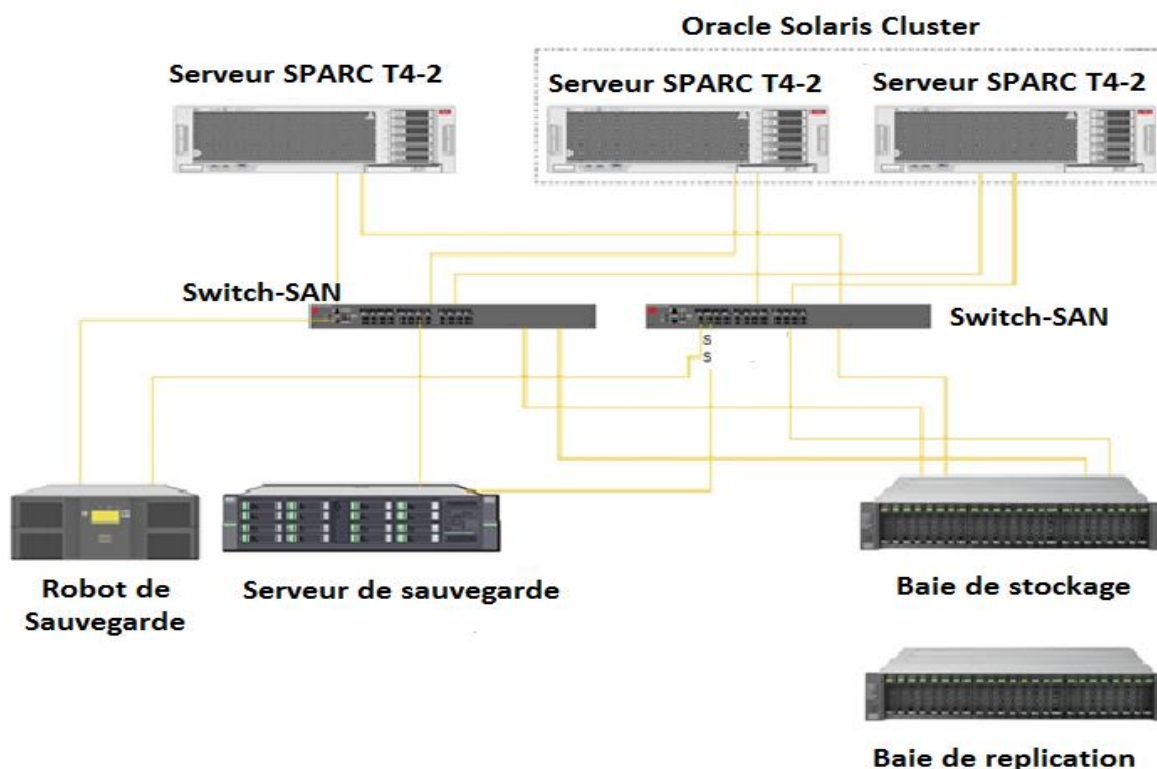 Oracle Solaris Cluster
Serveur SPARC T4-2
Serveur SPARC T4-2
Serveur SPARC T4-2
Switch-SAN
Switch-SAN
S
S
Robot de
Sauvegarde
Serveur de sauvegarde
Baie de stockage
Baie de replication